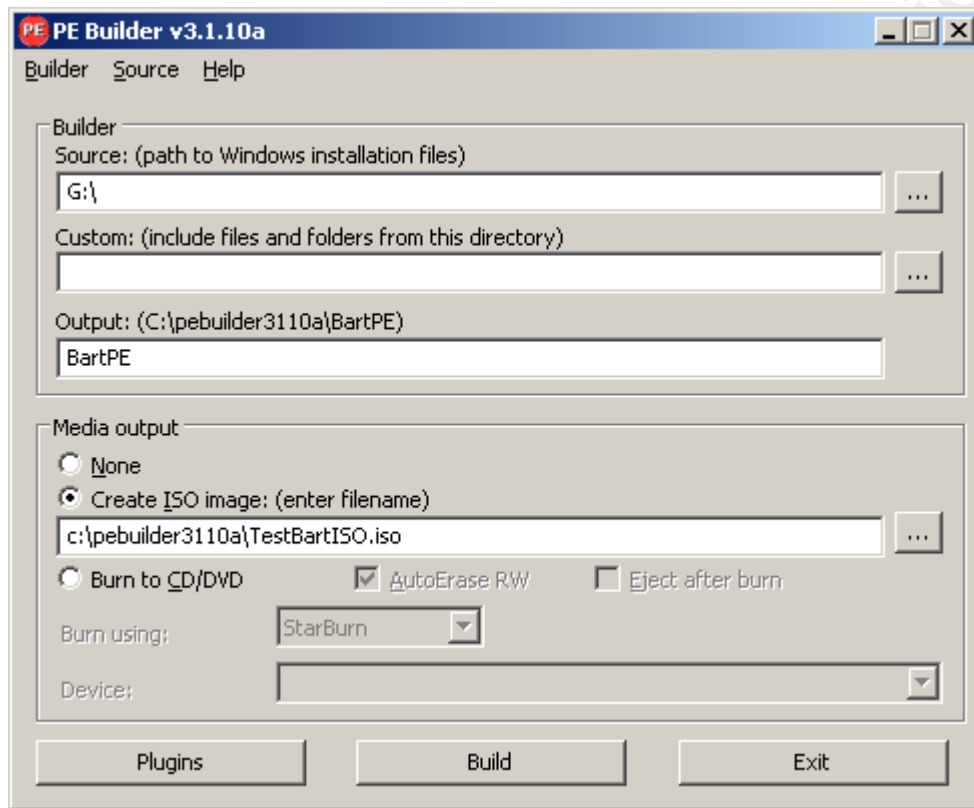 PE PE Builder v3.1.10a
Builder Source Help
Builder
Source: (path to Windows installation files)
G:\
...
Custom: (include files and folders from this directory)
...
Output: (C:\pebuilder3110a\BartPE)
BartPE
Media output
None
Create ISO image: (enter filename)
c:\pebuilder3110a\TestBartISO.iso
...
Burn to CD/DVD AutoErase RW Eject after burn
Burn using: StarBurn
Device:
Plugins Build Exit